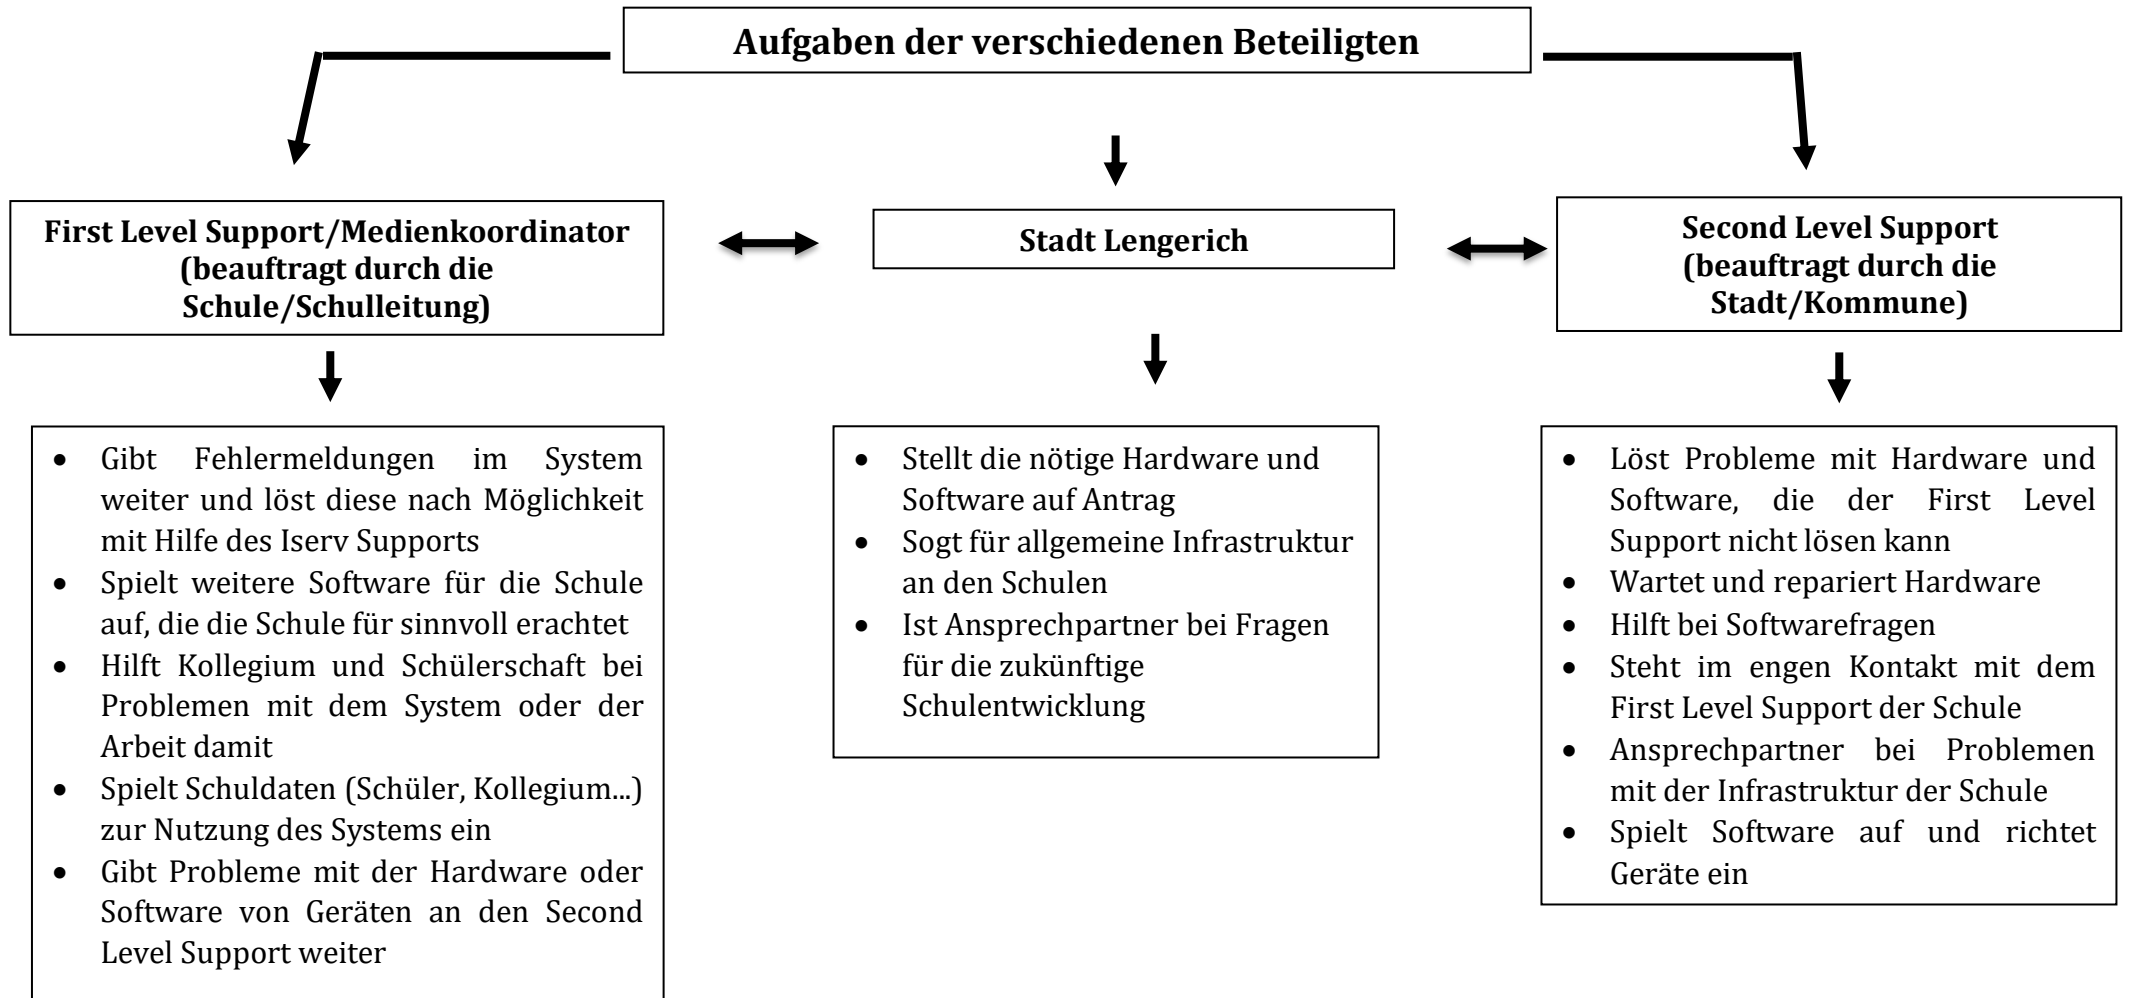 Aufgaben der verschiedenen Beteiligten
First Level Support/Medienkoordinator
(beauftragt durch die
Schule/Schulleitung)
Stadt Lengerich
Second Level Support
(beauftragt durch die
Stadt/Kommune)
• Gibt Fehlermeldungen im System
weiter und löst diese nach Möglichkeit
mit Hilfe des Iserv Supports
• Spielt weitere Software für die Schule
auf, die die Schule für sinnvoll erachtet
• Hilft Kollegium und Schülerschaft bei
Problemen mit dem System oder der
Arbeit damit
• Spielt Schuldaten (Schüler, Kollegium...)
zur Nutzung des Systems ein
• Gibt Probleme mit der Hardware oder
Software von Geräten an den Second
Level Support weiter
• Stellt die nötige Hardware und
Software auf Antrag
• Sogt für allgemeine Infrastruktur
an den Schulen
• Ist Ansprechpartner bei Fragen
für die zukünftige
Schulentwicklung
• Löst Probleme mit Hardware und
Software, die der First Level
Support nicht lösen kann
• Wartet und repariert Hardware
• Hilft bei Softwarefragen
• Steht im engen Kontakt mit dem
First Level Support der Schule
• Ansprechpartner bei Problemen
mit der Infrastruktur der Schule
• Spielt Software auf und richtet
Geräte ein